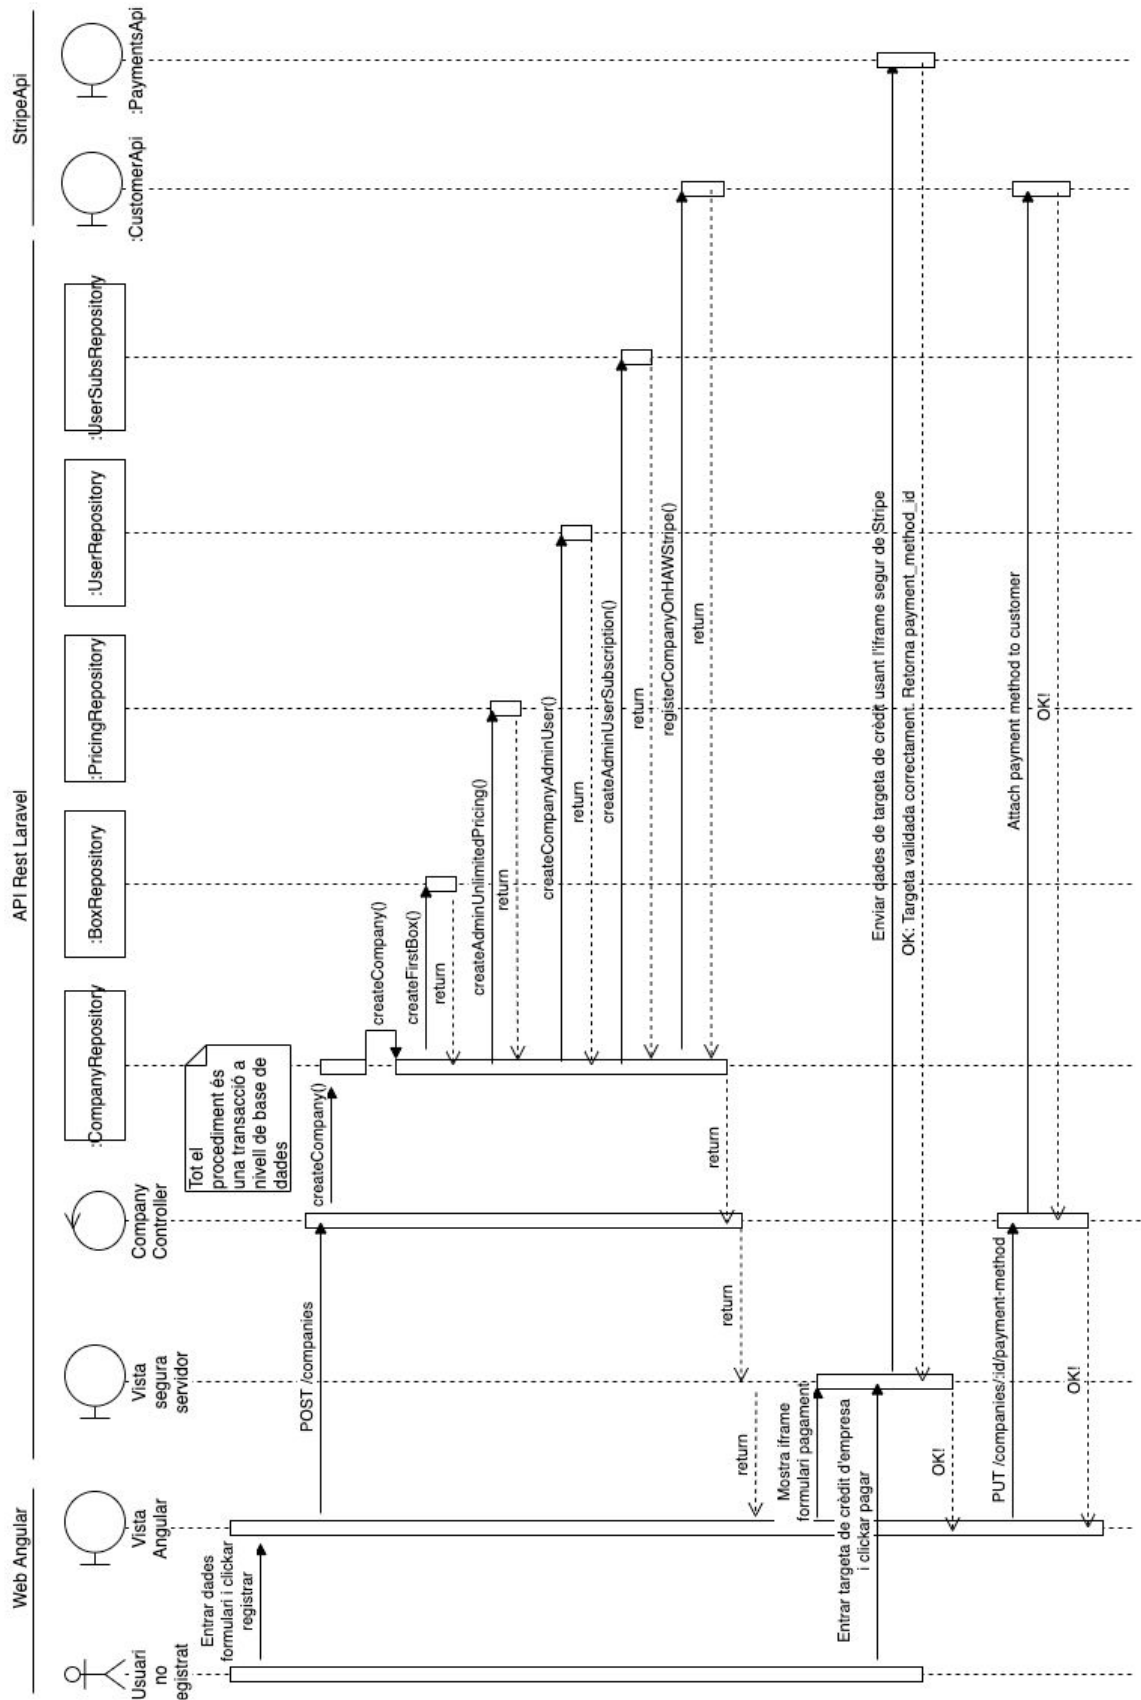 Web Angular
API Rest Laravel
StripeApi
Usuari
no
egistrat
Vista
Angular
Vista
segura
servidor
Company
Controller
:CompanyRepository
:BoxRepository
:PricingRepository
:UserRepository
:UserSubsRepository
:CustomerApi
:PaymentsApi
Tot el
procediment és
una transacció a
nivell de base de
dades
Entrar dades
formulari i clickar
registrar
POST /companies
createCompany()
createCompany()
createFirstBox()
return
createAdminUnlimitedPricing()
return
createCompanyAdminUser()
return
createAdminUserSubscription()
return
registerCompanyOnHAWStripe()
return
return
return
return
Mostra iframe
formulari pagament
Entrar targeta de crèdit d'empresa
i clickar pagar
Enviar dades de targeta de crèdit usant l'iframe segur de Stripe
OK: Targeta validada correctament. Retorna payment_method_id
OK!
PUT /companies/:id/payment-method
Attach payment method to customer
OK!
OK!